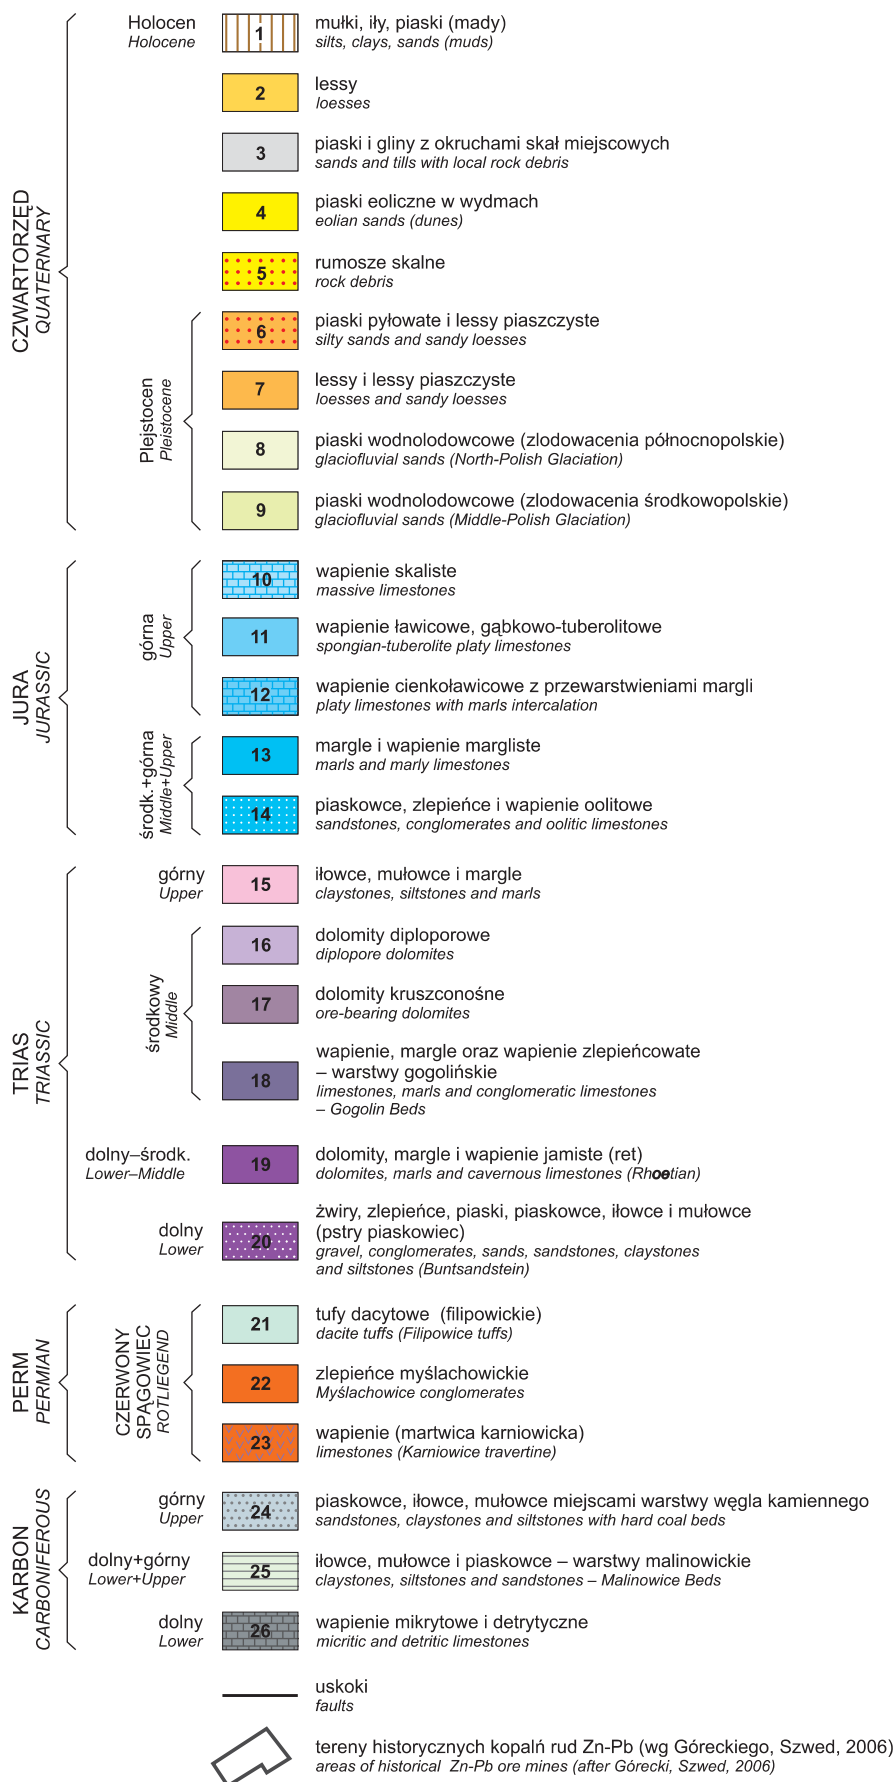 CZWARTORZĘD
QUATERNARY
Holocen
Holocene
1
mułki, iły, piaski (mady)
silts, clays, sands (muds)
2
lessy
loesses
3
piaski i gliny z okruchami skał miejscowych
sands and tills with local rock debris
4
piaski eoliczne w wydmach
eolian sands (dunes)
5
rumosze skalne
rock debris
Plejstocen
Pleistocene
6
piaski pyłowate i lessy piaszczyste
silty sands and sandy loesses
7
lessy i lessy piaszczyste
loesses and sandy loesses
8
piaski wodnolodowcowe (zlodowacenia północnopolskie)
glaciofluvial sands (North-Polish Glaciation)
9
piaski wodnolodowcowe (zlodowacenia środkowopolskie)
glaciofluvial sands (Middle-Polish Glaciation)
JURA
JURASSIC
górna
Upper
10
wapienie skaliste
massive limestones
11
wapienie ławicowe, gąbkowo-tuberolitowe
spongian-tuberolite platy limestones
12
wapienie cienkoławicowe z przewarstwieniami margli
platy limestones with marls intercalation
środk.+górna
Middle+Upper
13
margle i wapienie margliste
marls and marly limestones
14
piaskowce, zlepieńce i wapienie oolitowe
sandstones, conglomerates and oolitic limestones
TRIAS
TRIASSIC
górny
Upper
15
iłowce, mułowce i margle
claystones, siltstones and marls
środkowy
Middle
16
dolomity diploporowe
diplopore dolomites
17
dolomity kruszconośne
ore-bearing dolomites
18
wapienie, margle oraz wapienie zlepieńcowate
– warstwy gogolińskie
limestones, marls and conglomeratic limestones
– Gogolin Beds
dolny–środk.
Lower–Middle
19
dolomity, margle i wapienie jamiste (ret)
dolomites, marls and cavernous limestones (Rhoetian)
dolny
Lower
20
żwiry, zlepieńce, piaski, piaskowce, iłowce i mułowce
(pstry piaskowiec)
gravel, conglomerates, sands, sandstones, claystones
and siltstones (Buntsandstein)
PERM
PERMIAN
CZERWONY
SPĄGOWIEC
ROTLIEGEND
21
tufy dacytowe (filipowickie)
dacite tuffs (Filipowice tuffs)
22
zlepieńce myślachowickie
Myślachowice conglomerates
23
wapienie (martwica karniowicka)
limestones (Karniowice travertine)
KARBON
CARBONIFEROUS
górny
Upper
24
piaskowce, iłowce, mułowce miejscami warstwy węgla kamiennego
sandstones, claystones and siltstones with hard coal beds
dolny+górny
Lower+Upper
25
iłowce, mułowce i piaskowce – warstwy malinowickie
claystones, siltstones and sandstones – Malinowice Beds
dolny
Lower
26
wapienie mikrytowe i detrytyczne
micritic and detritic limestones
uskoki
faults
tereny historycznych kopalń rud Zn-Pb (wg Góreckiego, Szwed, 2006)
areas of historical Zn-Pb ore mines (after Górecki, Szwed, 2006)